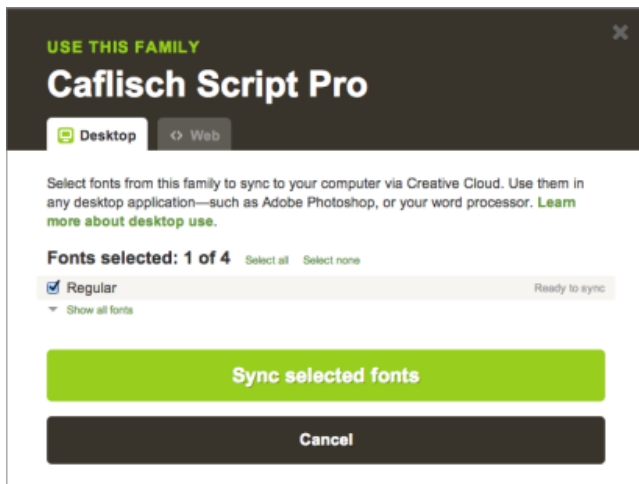 USE THIS FAMILY
Caflisch Script Pro
Desktop
<> Web
Select fonts from this family to sync to your computer via Creative Cloud. Use them in
any desktop application—such as Adobe Photoshop, or your word processor. Learn
more about desktop use.
Fonts selected: 1 of 4 Select all Select none
Regular Ready to sync
Show all fonts
Sync selected fonts
Cancel